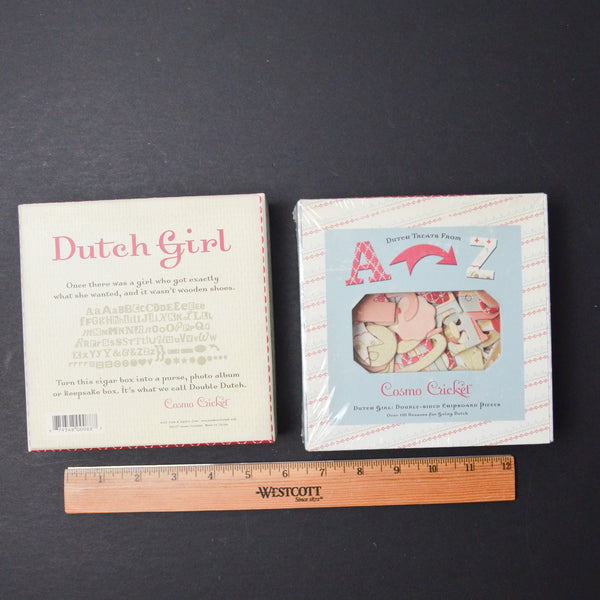 Dutch Girl
Once there was a girl who got exactly
what she wanted, and it wasn't wooden shoes.
Turn this cigar box into a purse, photo album
or Keepsake box. It's what we call Double Dutch.
Cosmo Cricket
Dutch Treats From
A Z
Cosmo Cricket
Dutch Girl: Double-sided Chipboard Pieces
Over 100 Reasons for Going Dutch
1 2 3 4 5 6 7 8 9 10 11 12
WESTCOTT
Since 1872